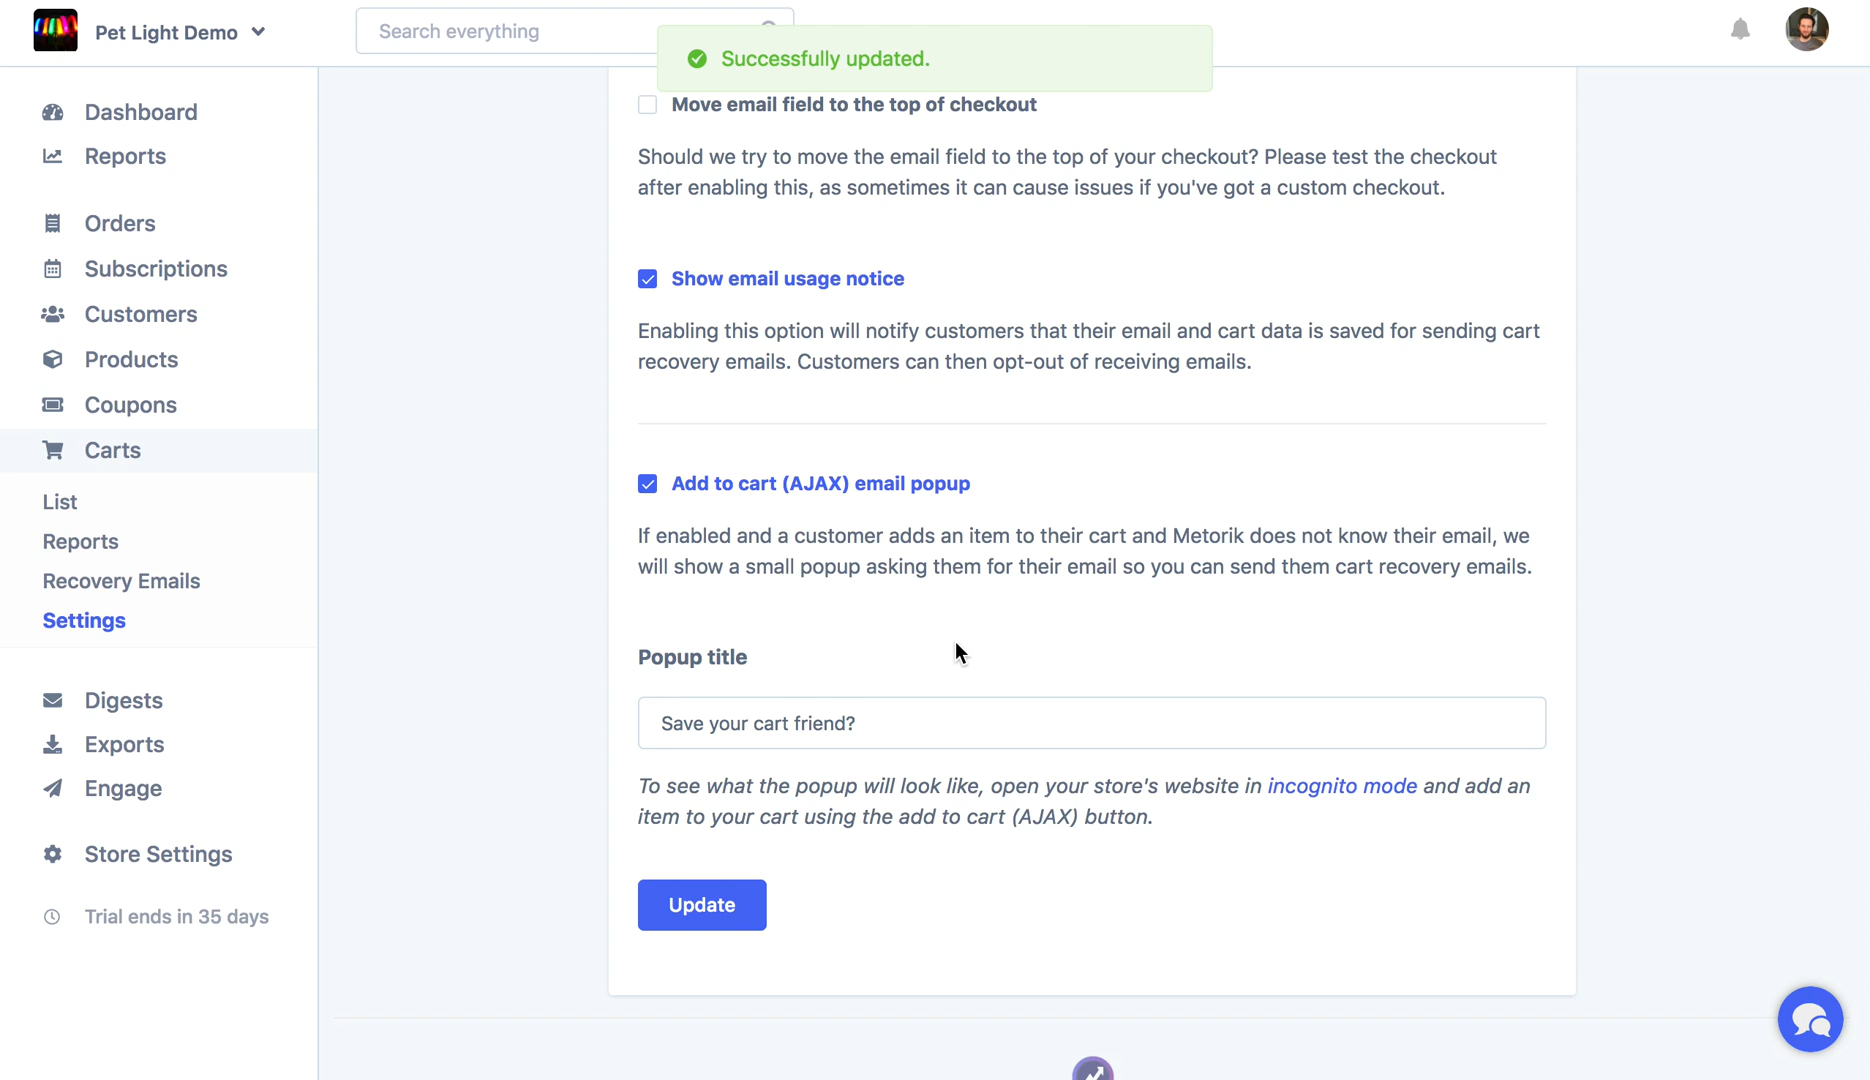 Pet Light Demo
Search everything
Successfully updated.
Dashboard
Reports
Orders
Subscriptions
Customers
Products
Coupons
Carts
List
Reports
Recovery Emails
Settings
Digests
Exports
Engage
Store Settings
Trial ends in 35 days
Move email field to the top of checkout
Should we try to move the email field to the top of your checkout? Please test the checkout
after enabling this, as sometimes it can cause issues if you've got a custom checkout.
Show email usage notice
Enabling this option will notify customers that their email and cart data is saved for sending cart
recovery emails. Customers can then opt-out of receiving emails.
Add to cart (AJAX) email popup
If enabled and a customer adds an item to their cart and Metorik does not know their email, we
will show a small popup asking them for their email so you can send them cart recovery emails.
Popup title
Save your cart friend?
To see what the popup will look like, open your store's website in incognito mode and add an
item to your cart using the add to cart (AJAX) button.
Update